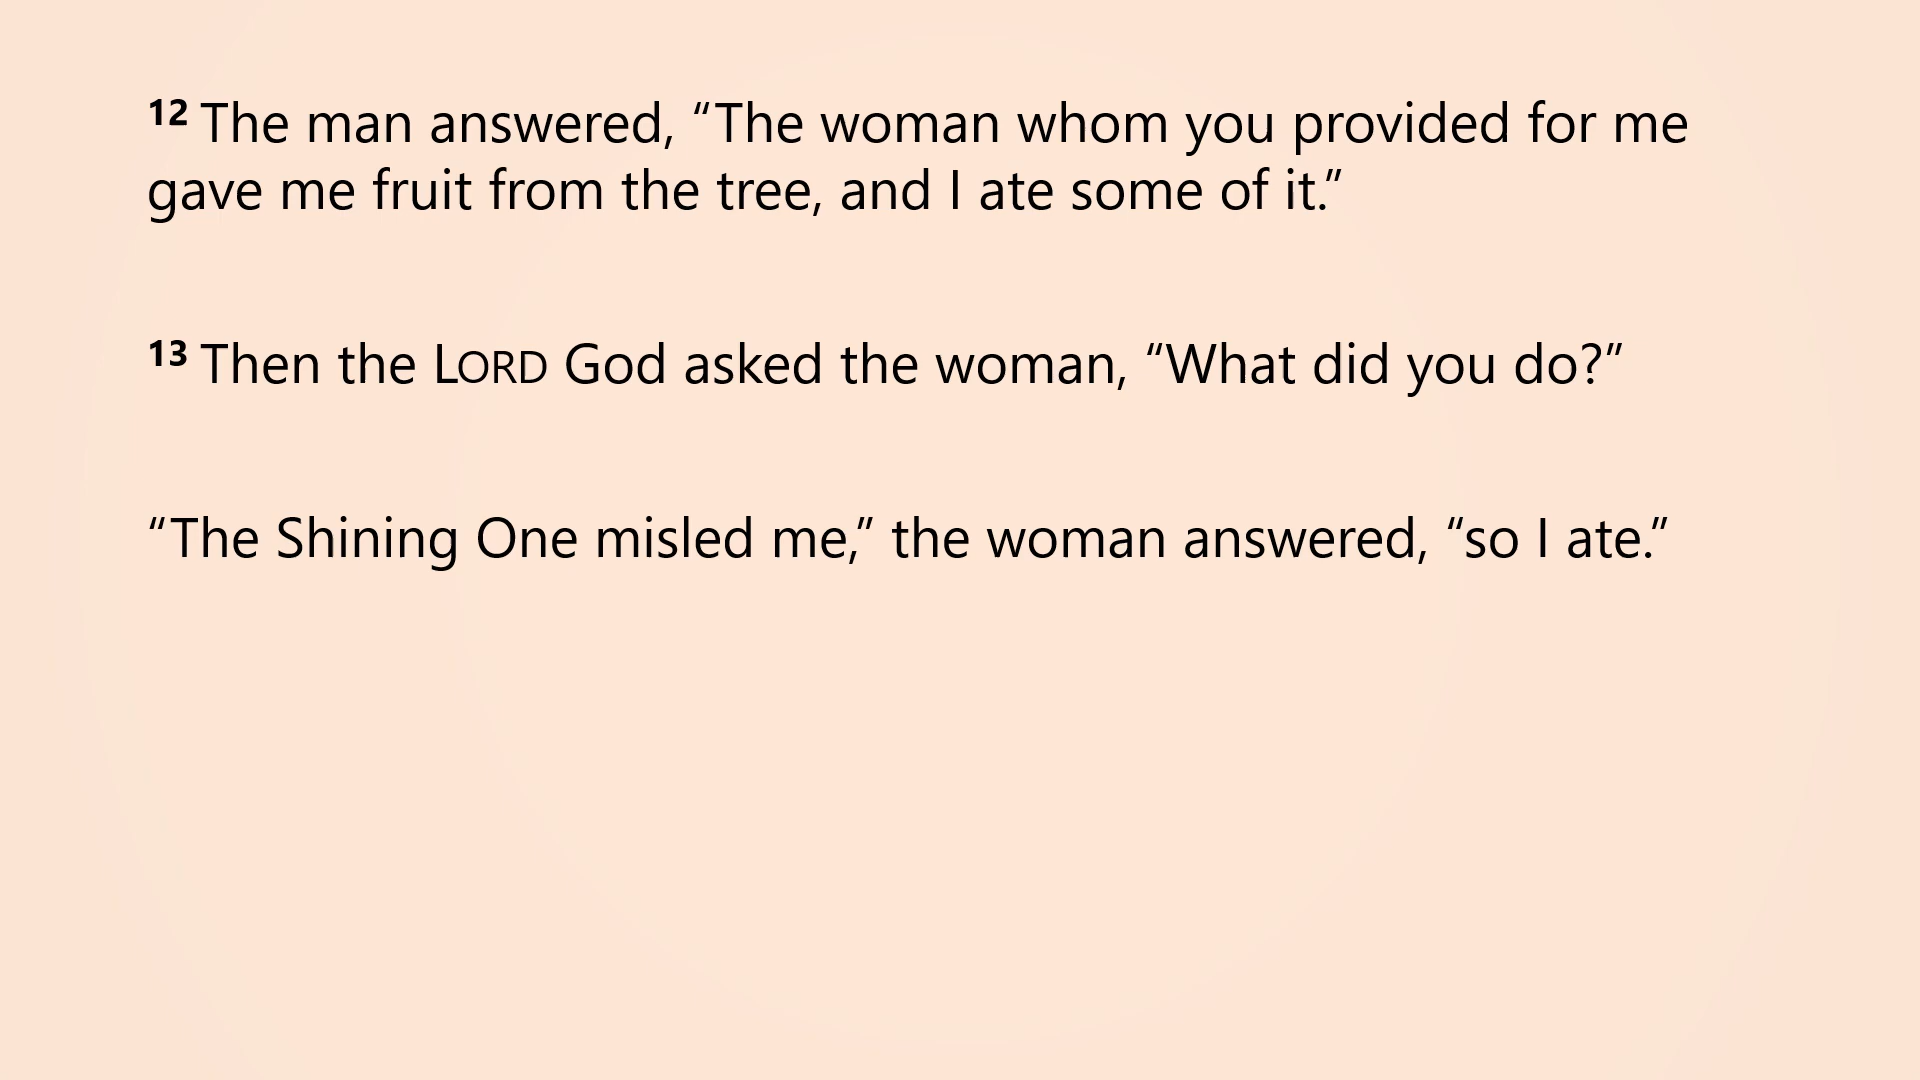 12 The man answered, “The woman whom you provided for me
gave me fruit from the tree, and I ate some of it.”
13 Then the LORD God asked the woman, “What did you do?”
“The Shining One misled me,” the woman answered, “so I ate.”